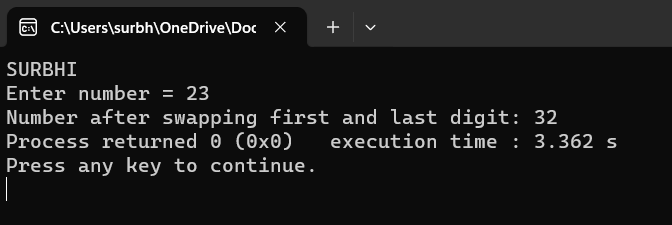 C:\Users\surbh\OneDrive\Doc
SURBHI
Enter number = 23
Number after swapping first and last digit: 32
Process returned 0 (0x0)   execution time : 3.362 s
Press any key to continue.